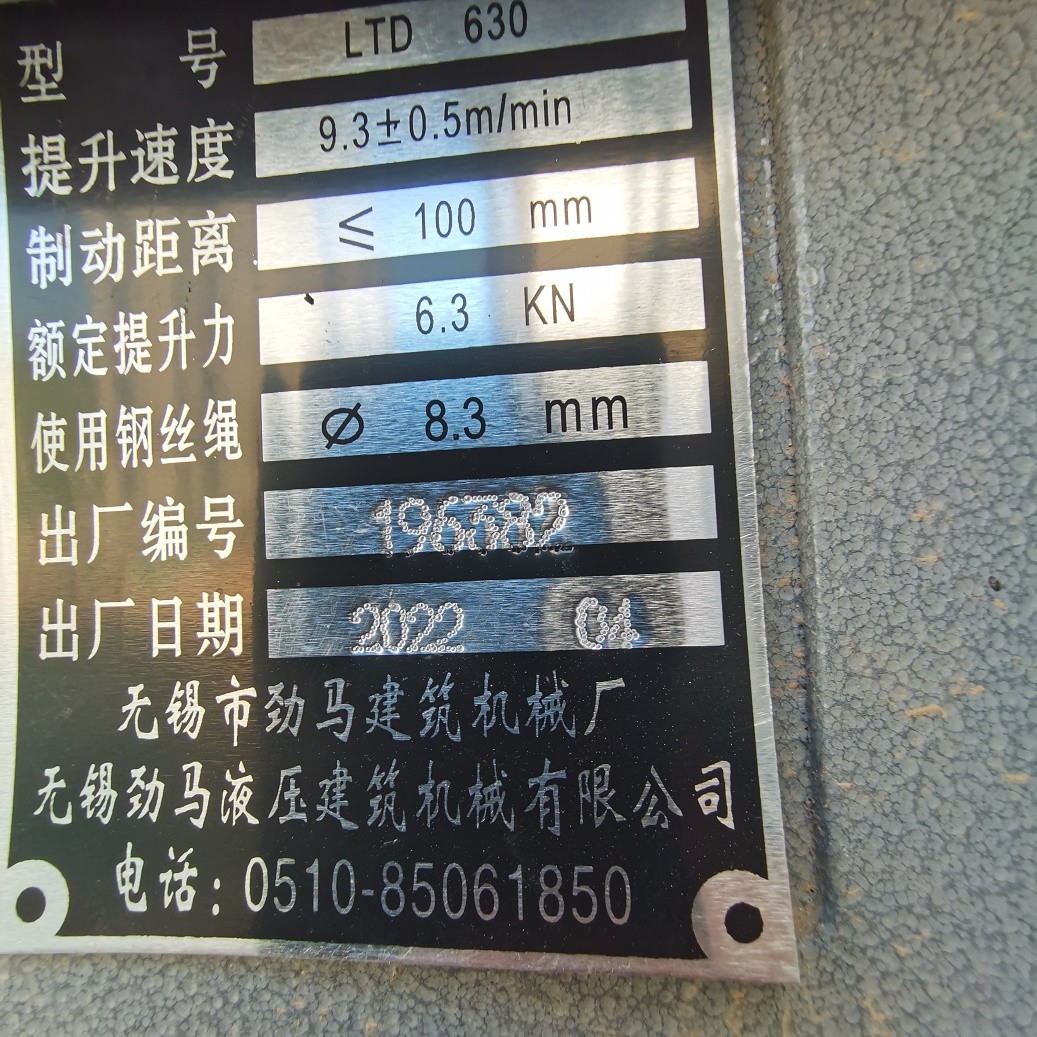 型 号 LTD 630
提升速度 9.3±0.5m/min
制动距离 ≤ 100 mm
额定提升力 6.3 KN
使用钢丝绳 Ø 8.3 mm
出厂编号 196382
出厂日期 2022 04
无锡市劲马建筑机械厂
无锡劲马液压建筑机械有限公司
电话:0510-85061850